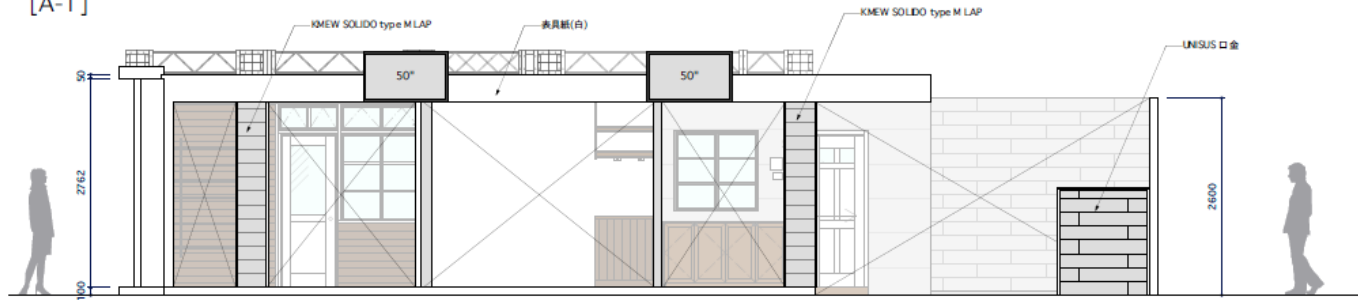 [A-1]
KMEW SOLIDO type M LAP
表具紙(白)
KMEW SOLIDO type M LAP
UNISUS 口金
50"
50"
50
2762
2600
100